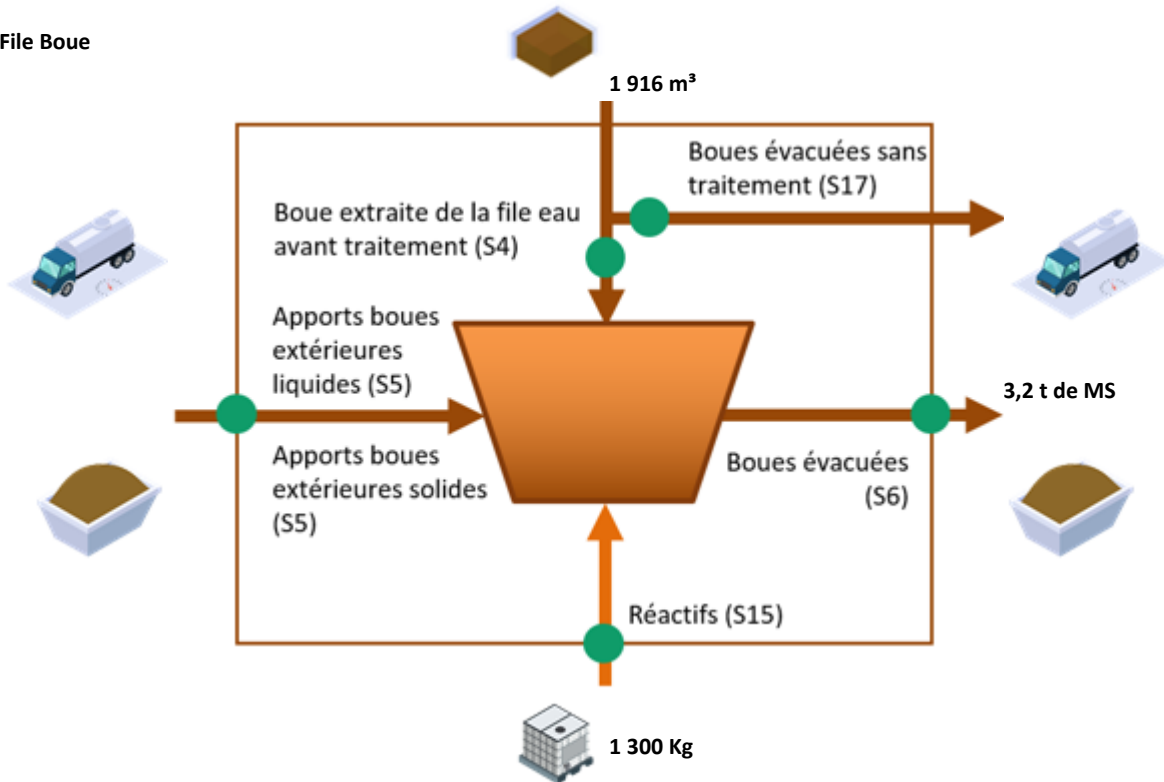 File Boue
1 916 m³
Boues évacuées sans
traitement (S17)
Boue extraite de la file eau
avant traitement (S4)
Apports boues
extérieures
liquides (S5)
3,2 t de MS
Apports boues
extérieures solides
(S5)
Boues évacuées
(S6)
Réactifs (S15)
1 300 Kg